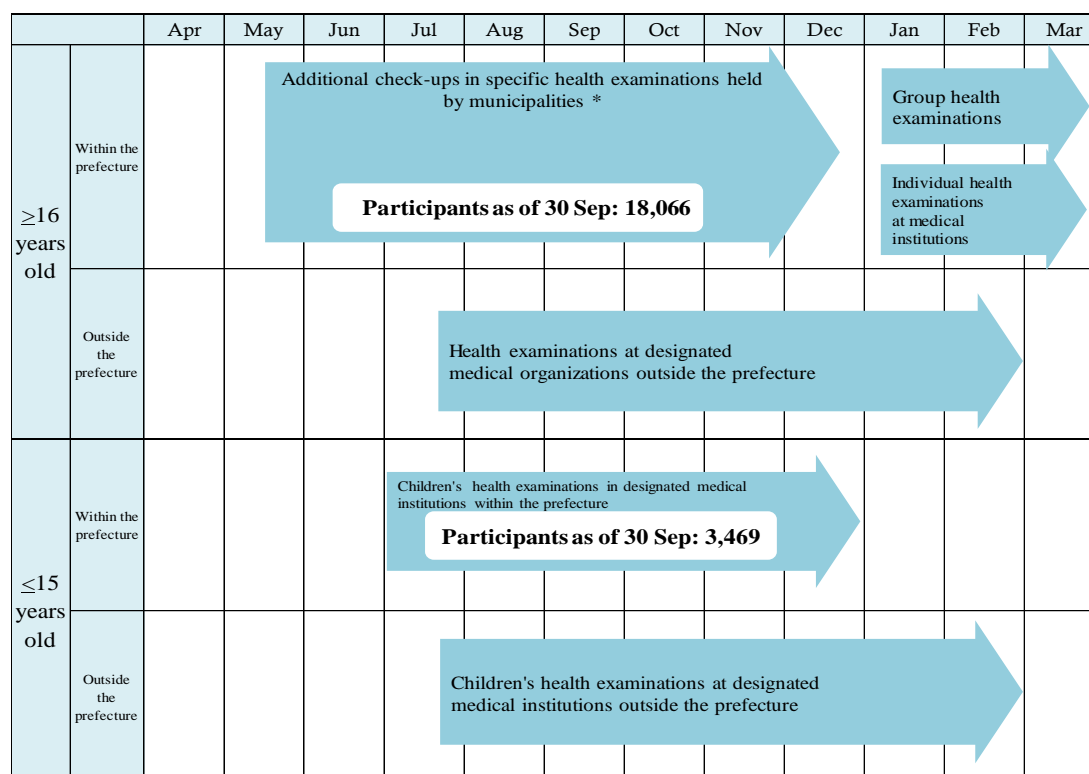 Apr May Jun Jul Aug Sep Oct Nov Dec Jan Feb Mar
≥16
years
old
Within the
prefecture
Additional check-ups in specific health examinations held
by municipalities *
Participants as of 30 Sep: 18,066
Group health
examinations
Individual health
examinations
at medical
institutions
Outside
the
prefecture
Health examinations at designated
medical organizations outside the prefecture
≤15
years
old
Within the
prefecture
Children's health examinations in designated medical
institutions within the prefecture
Participants as of 30 Sep: 3,469
Outside
the
prefecture
Children's health examinations at designated
medical institutions outside the prefecture